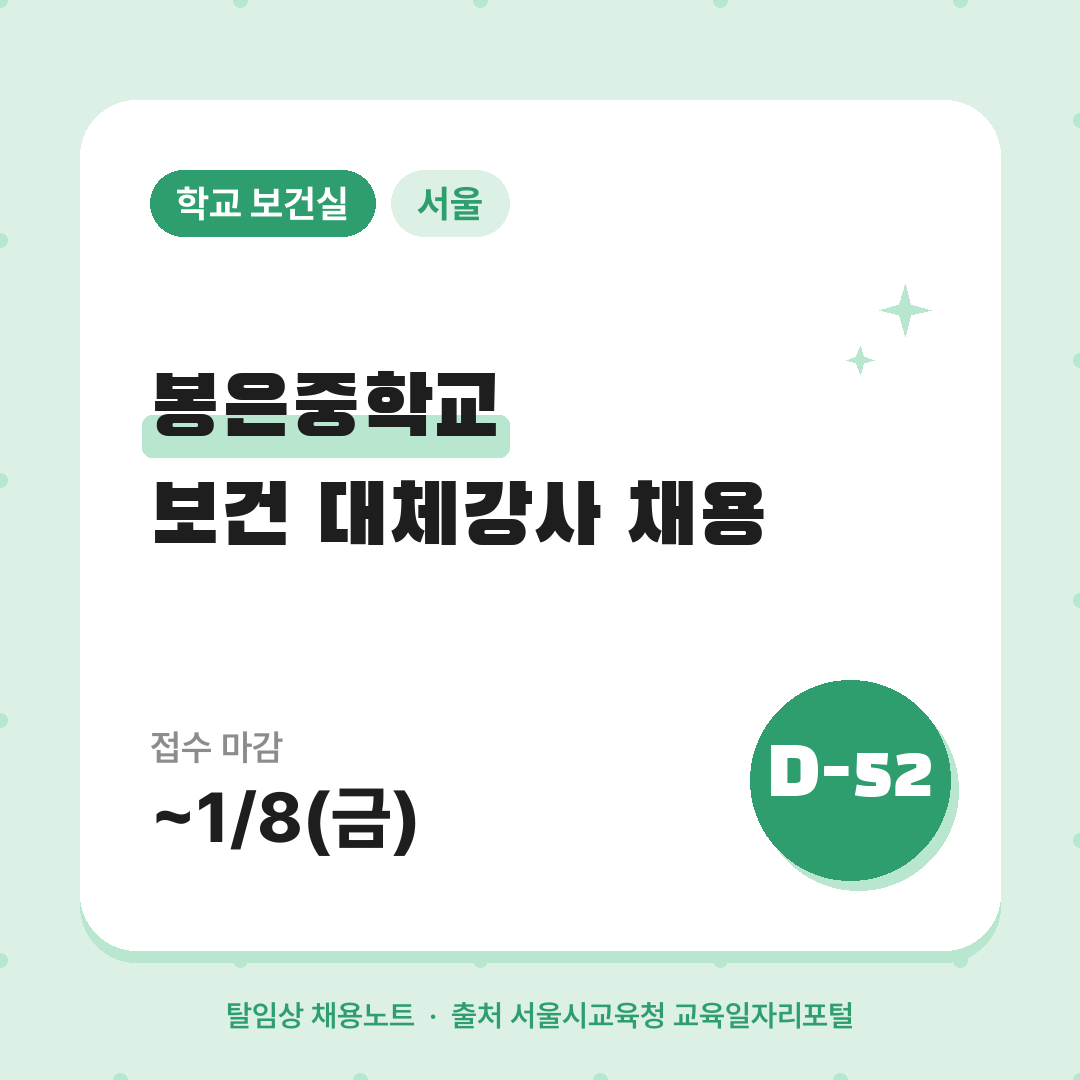 학교 보건실 서울
봉은중학교
보건 대체강사 채용
접수 마감
~1/8(금)
D-52
탈임상 채용노트 · 출처 서울시교육청 교육일자리포털